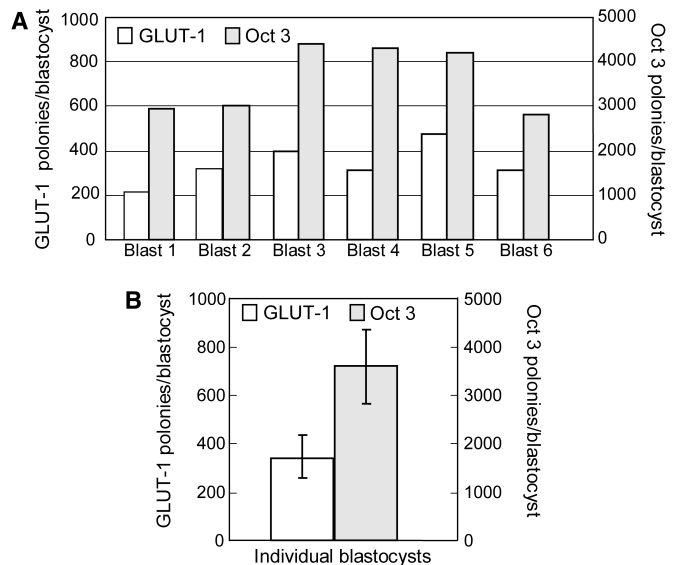 A
GLUT-1 polonies/blastocyst
1000
800
600
400
200
0
GLUT-1
Oct 3
5000
4000
3000
2000
1000
0
Oct 3 polonies/blastocyst
Blast 1
Blast 2
Blast 3
Blast 4
Blast 5
Blast 6
B
GLUT-1 polonies/blastocyst
1000
800
600
400
200
0
GLUT-1
Oct 3
5000
4000
3000
2000
1000
0
Oct 3 polonies/blastocyst
Individual blastocysts